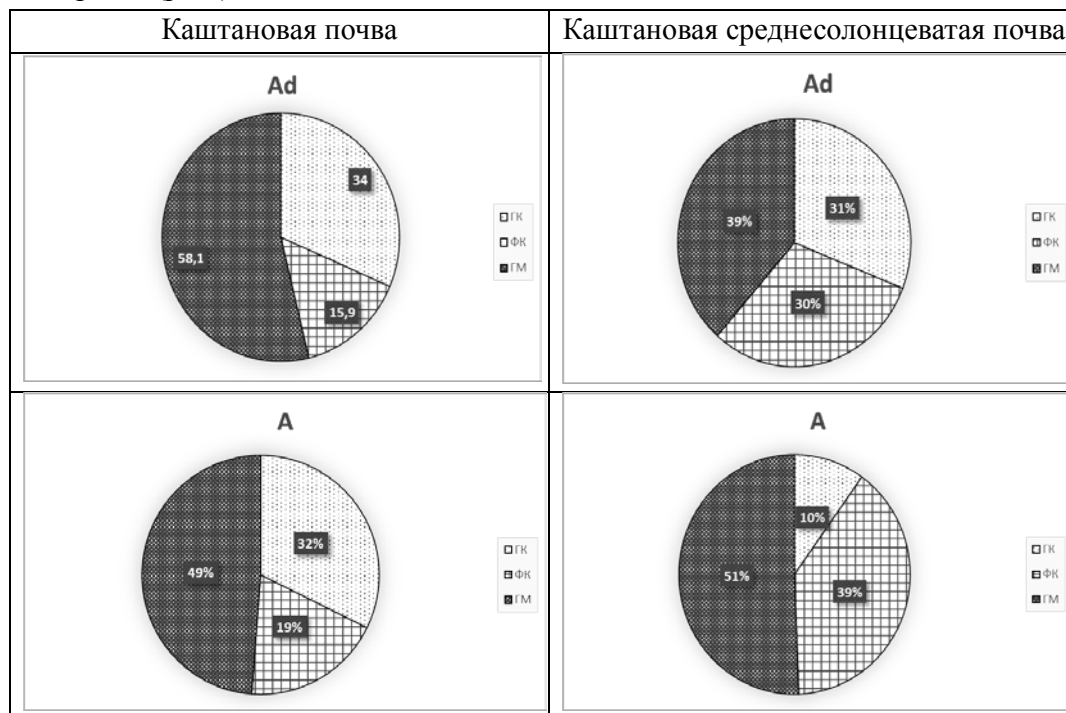 Каштановая почва
Каштановая среднесолонцеватая почва
Ad
34
15,9
58,1
ГК
ФК
ГМ
Ad
31%
30%
39%
ГК
ФК
ГМ
A
32%
19%
49%
ГК
ФК
ГМ
A
10%
39%
51%
ГК
ФК
ГМ